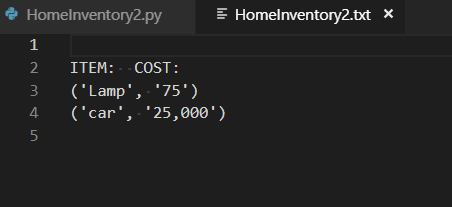 HomeInventory2.py HomeInventory2.txt ×
1
2 ITEM:  COST:
3 ('Lamp', '75')
4 ('car', '25,000')
5